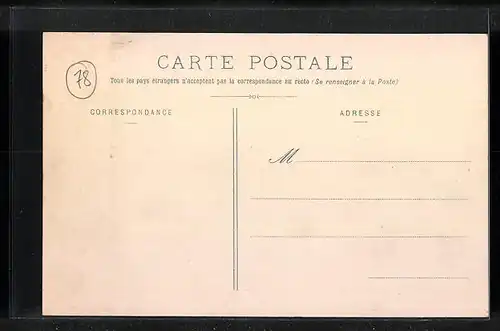 78
CARTE POSTALE
Tous les pays étrangers n'acceptent pas la correspondance au recto (Se renseigner à la Poste)
CORRESPONDANCE
ADRESSE
M